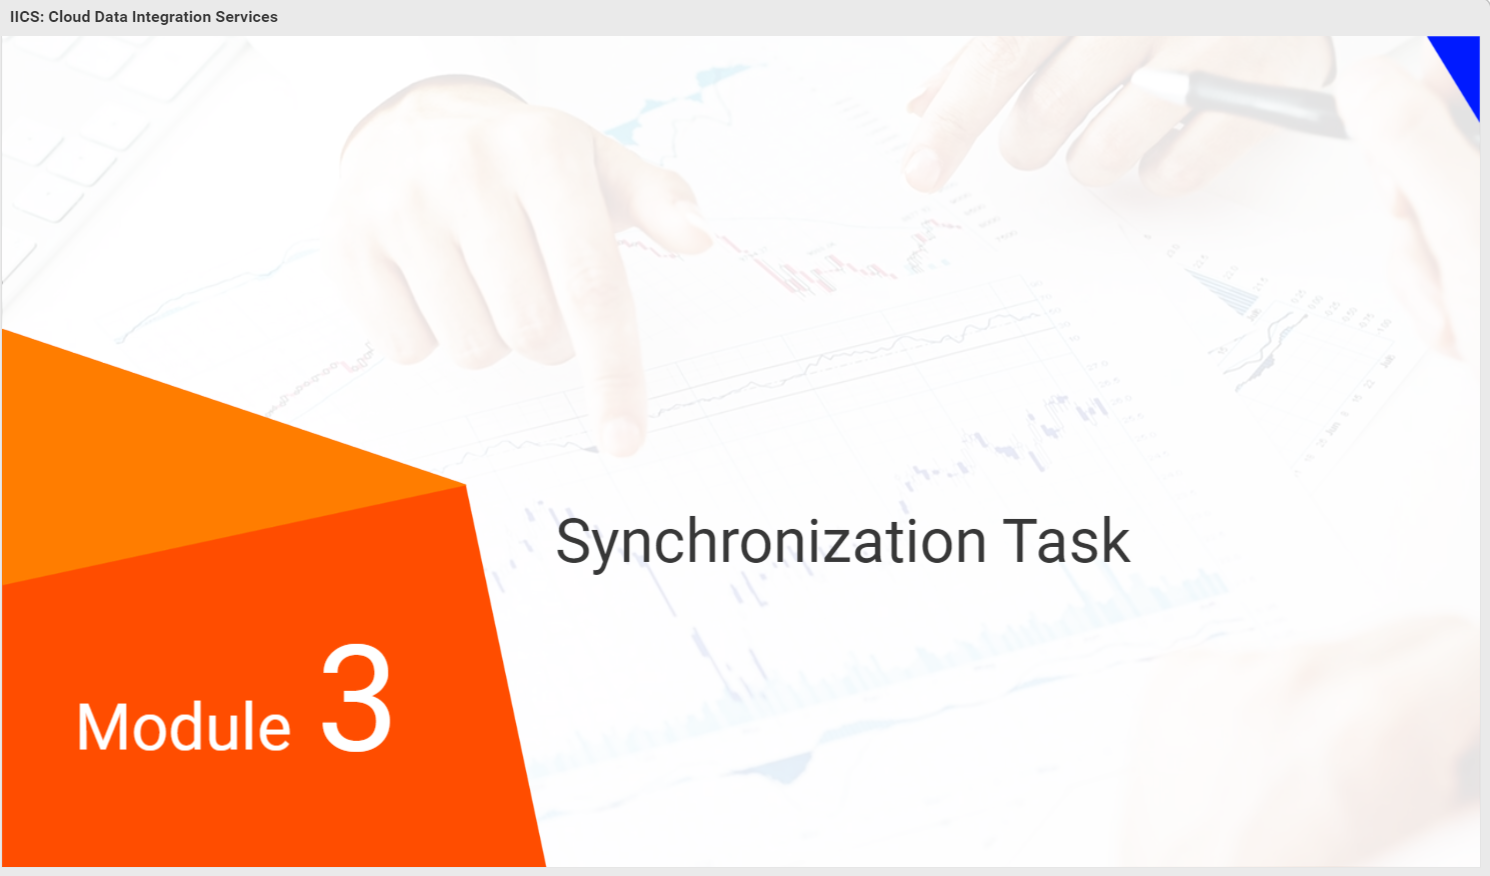 IICS: Cloud Data Integration Services
Synchronization Task
Module 3